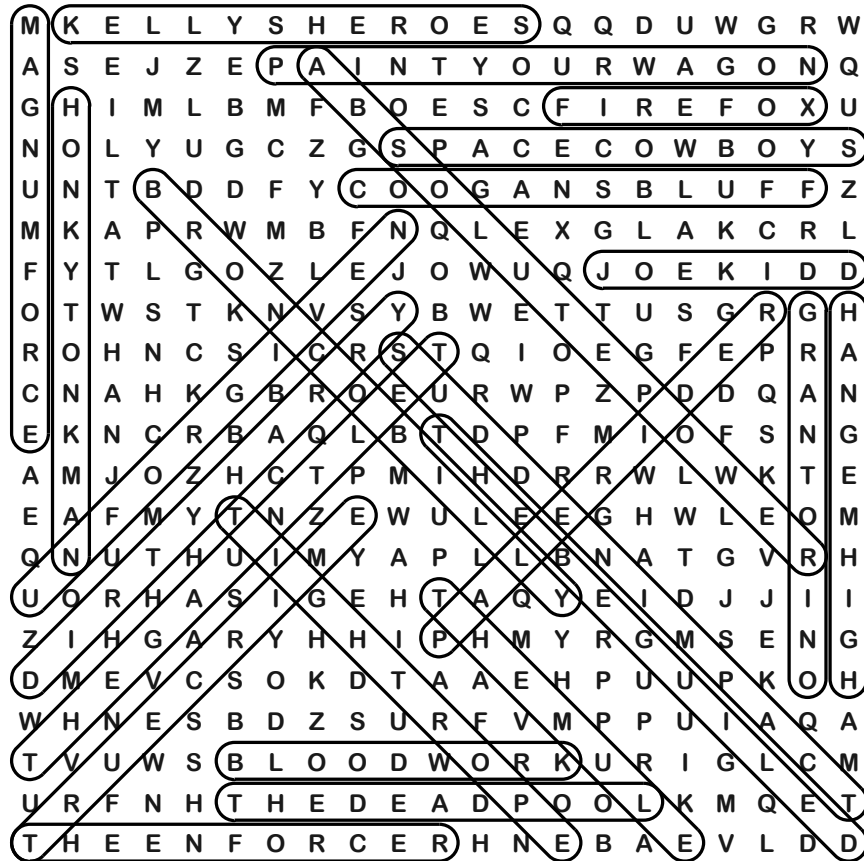 M K E L L Y S H E R O E S Q Q D U W G R W
A S E J Z E P A I N T Y O U R W A G O N Q
G H I M L B M F B O E S C F I R E F O X U
N O L Y U G C Z G S P A C E C O W B O Y S
U N T B D D F Y C O O G A N S B L U F F Z
M K A P R W M B F N Q L E X G L A K C R L
F Y T L G O Z L E J O W U Q J O E K I D D
O T W S T K N V S Y B W E T T U S G R G H
R O H N C S I C R S T Q I O E G F E P R A
C N A H K G B R O E U R W P Z P D D Q A N
E K N C R B A Q L B T D P F M I O F S N G
A M J O Z H C T P M I H D R R W L W K T E
E A F M Y T N Z E W U L E E G H W L E O M
Q N U T H U I M Y A P L L B N A T G V R H
U O R H A S I G E H T A Q Y E I D J J I I
Z I H G A R Y H H I P H M Y R G M S E N G
D M E V C S O K D T A A E H P U U P K O H
W H N E S B D Z S U R F V M P P U I A Q A
T V U W S B L O O D W O R K U R I G L C M
U R F N H T H E D E A D P O O L K M Q E T
T H E E N F O R C E R H N E B A E V L D D